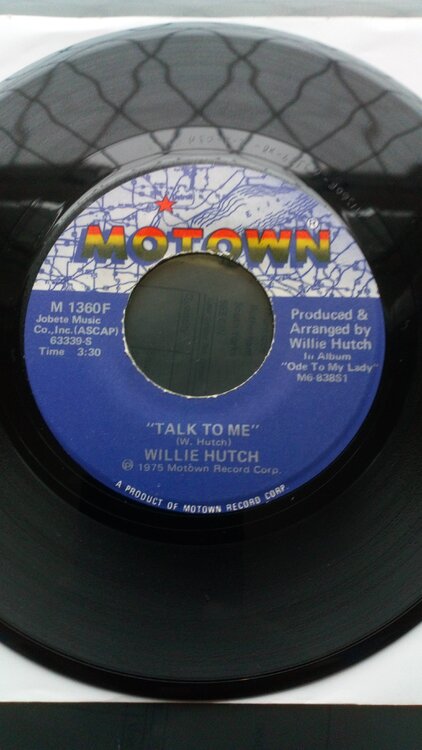 MOTOWN®
M 1360F
Jobete Music
Co.,Inc.(ASCAP)
63339-S
Time 3:30
Produced &
Arranged by
Willie Hutch
In Album
"Ode To My Lady"
M6-838S1
"TALK TO ME"
(W. Hutch)
WILLIE HUTCH
℗ 1975 Motown Record Corp.
A PRODUCT OF MOTOWN RECORD CORP.